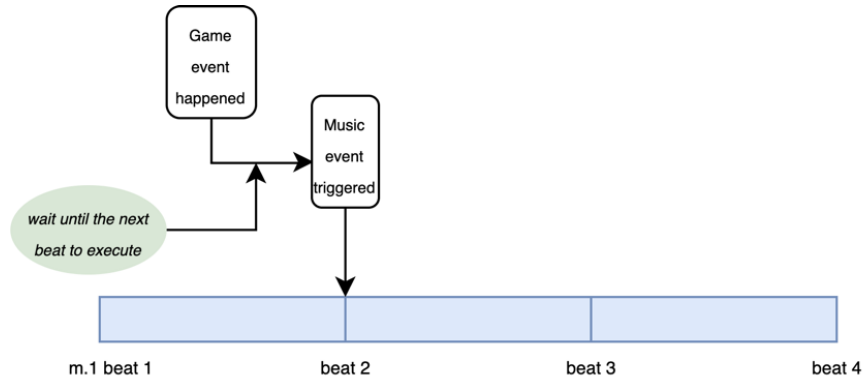 Game
event
happened
Music
event
triggered
wait until the next
beat to execute
m.1 beat 1
beat 2
beat 3
beat 4